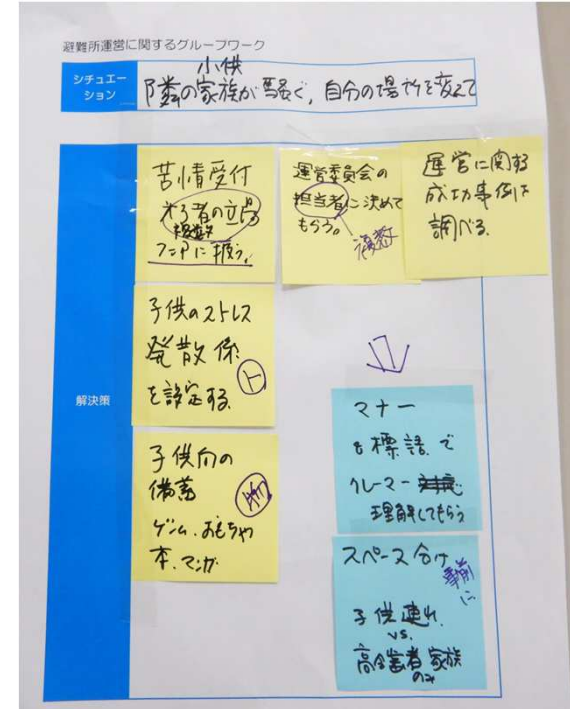 避難所運営に関するグループワーク
シチュエー
ション
小供
隣の家族が騒ぐ,自分の場所を変えて
解決策
苦情受付
る者の立場
フェアに扱う。
運営委員会の
担当者に決めて
もらう。
複数
運営に関する
成功事例は
調べる.
子供のストレス
発散係
を設定する.
人
子供向の
備蓄
物
ゲーム、おもちゃ
本、マンガ
マナー
を標語で
クレーマー
理解してもらう
スペース分け
事前
に
子供連れ
vs.
高令者家族
のみ